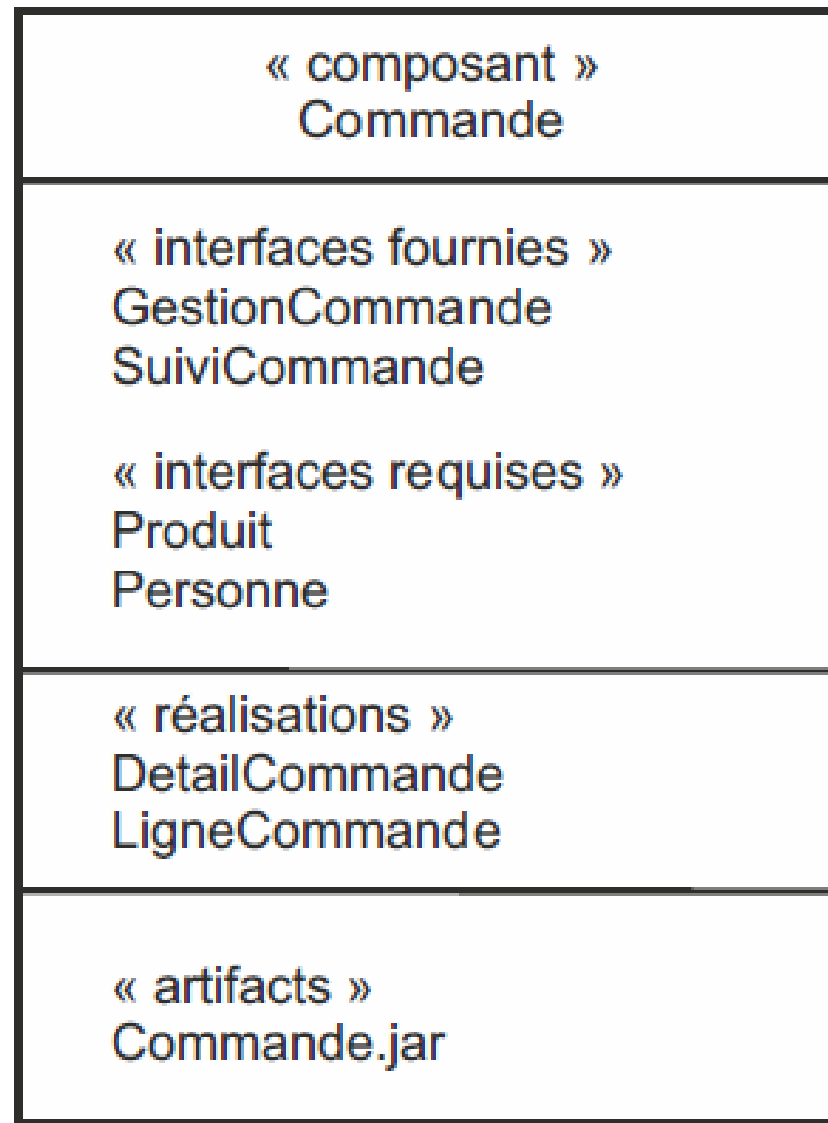 « composant »
Commande
« interfaces fournies »
GestionCommande
SuiviCommande
« interfaces requises »
Produit
Personne
« réalisations »
DetailCommande
LigneCommande
« artifacts »
Commande.jar